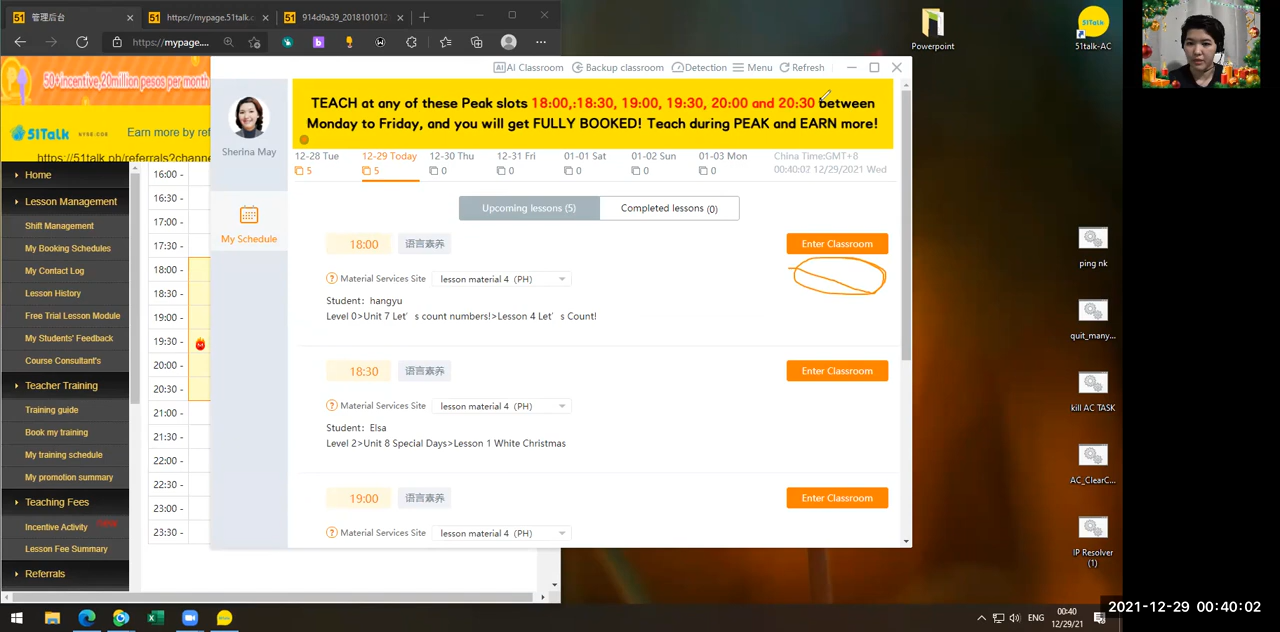 管理后台
https://mypage.51talk.c
914d9a39_2018101012
https://mypage....
50+incentive,20million pesos per month
51Talk
NYSE:COE
Earn more by ref
https://51talk.ph/referrals?channe
Home
Lesson Management
Shift Management
My Booking Schedules
My Contact Log
Lesson History
Free Trial Lesson Module
My Students' Feedback
Course Consultant's
Teacher Training
Training guide
Book my training
My training schedule
My promotion summary
Teaching Fees
Incentive Activity
Lesson Fee Summary
Referrals
16:00 -
16:30 -
17:00 -
17:30 -
18:00 -
18:30 -
19:00 -
19:30 -
20:00 -
20:30 -
21:00 -
21:30 -
22:00 -
22:30 -
23:00 -
23:30 -
AI Classroom
Backup classroom
Detection
Menu
Refresh
Sherina May
My Schedule
TEACH at any of these Peak slots 18:00,:18:30, 19:00, 19:30, 20:00 and 20:30 between
Monday to Friday, and you will get FULLY BOOKED! Teach during PEAK and EARN more!
12-28 Tue
5
12-29 Today
5
12-30 Thu
0
12-31 Fri
0
01-01 Sat
0
01-02 Sun
0
01-03 Mon
0
China Time:GMT+8
00:40:02 12/29/2021 Wed
Upcoming lessons (5)
Completed lessons (0)
18:00
语言素养
Enter Classroom
Material Services Site
lesson material 4 (PH)
Student: hangyu
Level 0>Unit 7 Let's count numbers!>Lesson 4 Let's Count!
18:30
语言素养
Enter Classroom
Material Services Site
lesson material 4 (PH)
Student: Elsa
Level 2>Unit 8 Special Days>Lesson 1 White Christmas
19:00
语言素养
Enter Classroom
Material Services Site
lesson material 4 (PH)
Powerpoint
51Talk
51talk-AC
ping nk
quit_many...
kill AC TASK
AC_ClearC...
IP Resolver
(1)
ENG
00:40
12/29/21
2021-12-29 00:40:02